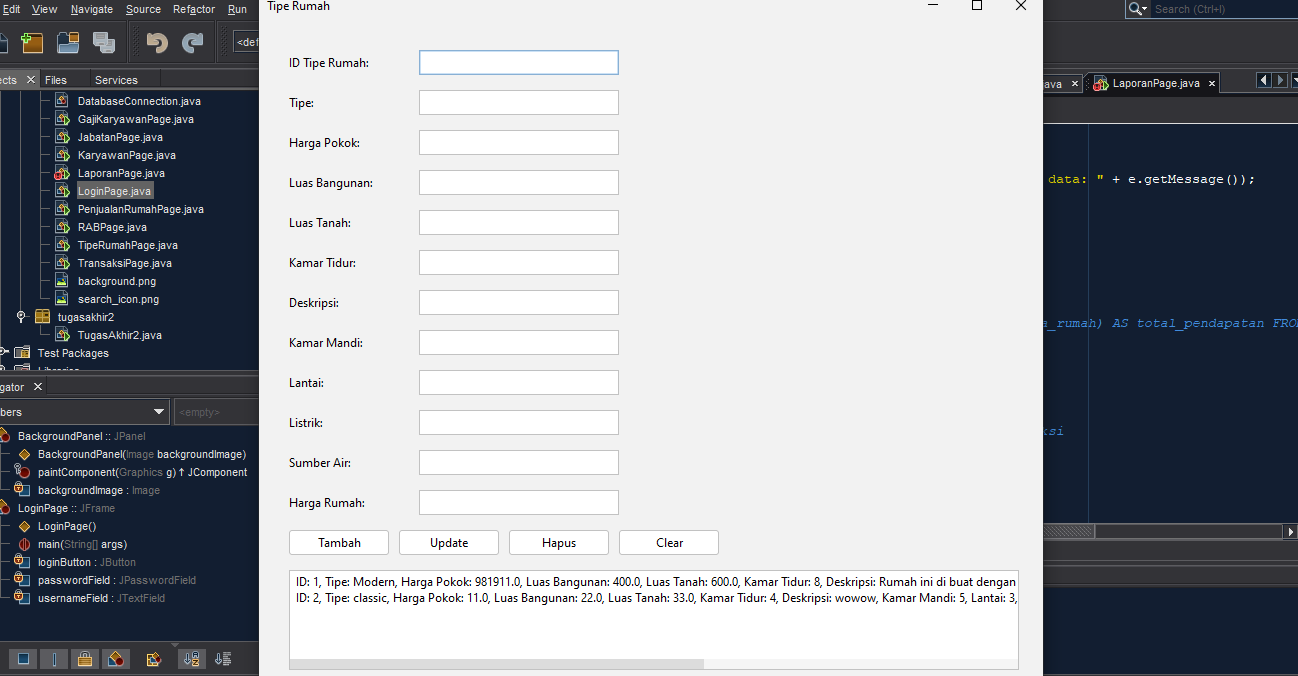 Edit View Navigate Source Refactor Run
Tipe Rumah
Search (Ctrl+I)
<def
ects Files Services
DatabaseConnection.java
GajiKaryawanPage.java
JabatanPage.java
KaryawanPage.java
LaporanPage.java
LoginPage.java
PenjualanRumahPage.java
RABPage.java
TipeRumahPage.java
TransaksiPage.java
background.png
search_icon.png
tugasakhir2
TugasAkhir2.java
Test Packages
gator
bers
<empty>
BackgroundPanel :: JPanel
BackgroundPanel(Image backgroundImage)
paintComponent(Graphics g) ↑ JComponent
backgroundImage : Image
LoginPage :: JFrame
LoginPage()
main(String[] args)
loginButton : JButton
passwordField : JPasswordField
usernameField : JTextField
ID Tipe Rumah:
Tipe:
Harga Pokok:
Luas Bangunan:
Luas Tanah:
Kamar Tidur:
Deskripsi:
Kamar Mandi:
Lantai:
Listrik:
Sumber Air:
Harga Rumah:
Tambah Update Hapus Clear
ID: 1, Tipe: Modern, Harga Pokok: 981911.0, Luas Bangunan: 400.0, Luas Tanah: 600.0, Kamar Tidur: 8, Deskripsi: Rumah ini di buat dengan
ID: 2, Tipe: classic, Harga Pokok: 11.0, Luas Bangunan: 22.0, Luas Tanah: 33.0, Kamar Tidur: 4, Deskripsi: wowow, Kamar Mandi: 5, Lantai: 3,
ava LaporanPage.java
data: " + e.getMessage());
a_rumah) AS total_pendapatan FRO
ksi